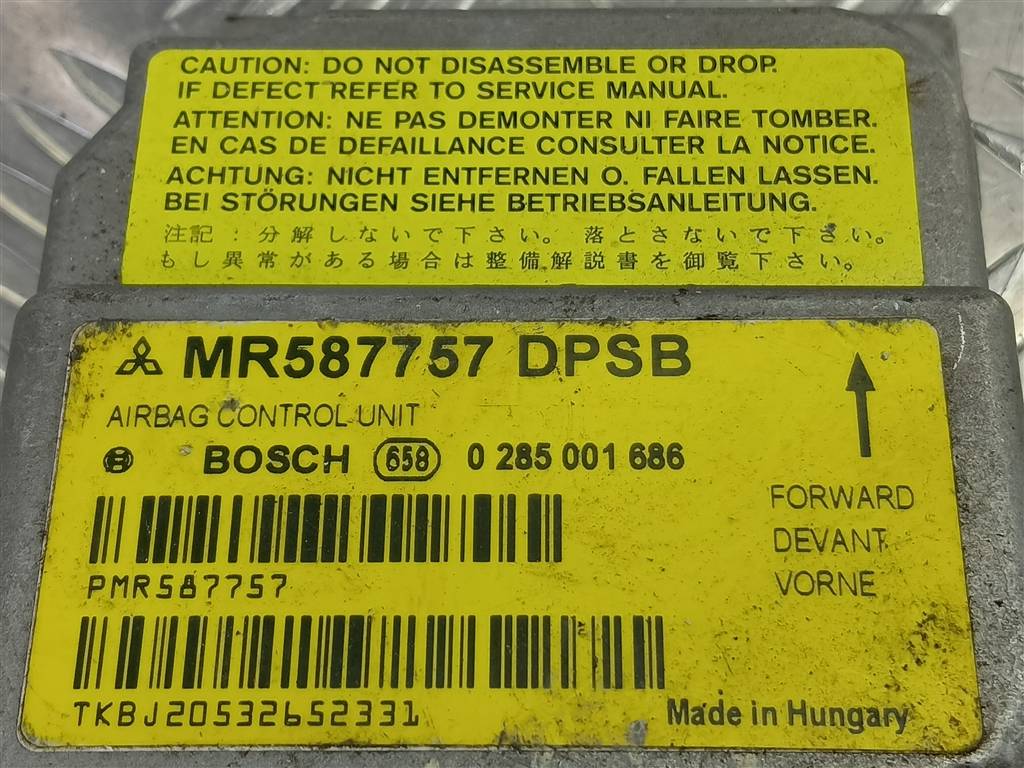 CAUTION: DO NOT DISASSEMBLE OR DROP.
IF DEFECT REFER TO SERVICE MANUAL.
ATTENTION: NE PAS DEMONTER NI FAIRE TOMBER.
EN CAS DE DEFAILLANCE CONSULTER LA NOTICE.
ACHTUNG: NICHT ENTFERNEN O. FALLEN LASSEN.
BEI STÖRUNGEN SIEHE BETRIEBSANLEITUNG.
注記：分解しないで下さい。落とさないで下さい。
もし異常がある場合は整備解説書を御覧下さい。
MR587757 DPSB
AIRBAG CONTROL UNIT
BOSCH 658 0 285 001 686
FORWARD
DEVANT
VORNE
PMR587757
TKBJ20532652331
Made in Hungary